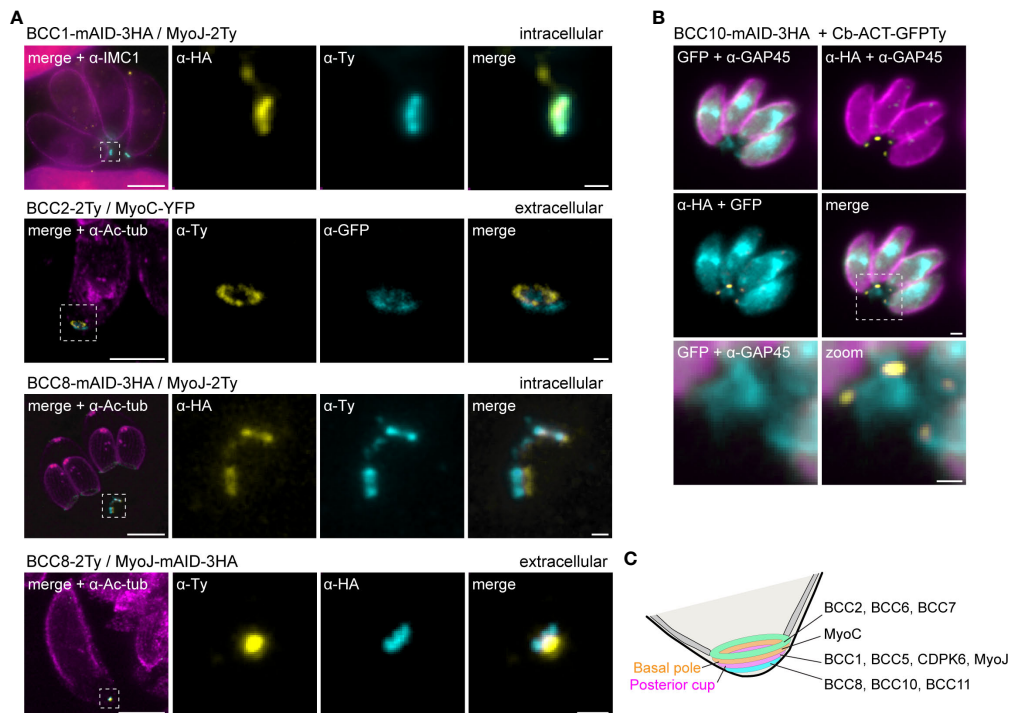 A
BCC1-mAID-3HA / MyoJ-2Ty intracellular
merge + α-IMC1 α-HA α-Ty merge
BCC2-2Ty / MyoC-YFP extracellular
merge + α-Ac-tub α-Ty α-GFP merge
BCC8-mAID-3HA / MyoJ-2Ty intracellular
merge + α-Ac-tub α-HA α-Ty merge
BCC8-2Ty / MyoJ-mAID-3HA extracellular
merge + α-Ac-tub α-Ty α-HA merge
B
BCC10-mAID-3HA + Cb-ACT-GFPTy
GFP + α-GAP45 α-HA + α-GAP45
α-HA + GFP merge
GFP + α-GAP45 zoom
C
BCC2, BCC6, BCC7
MyoC
Basal pole BCC1, BCC5, CDPK6, MyoJ
Posterior cup BCC8, BCC10, BCC11